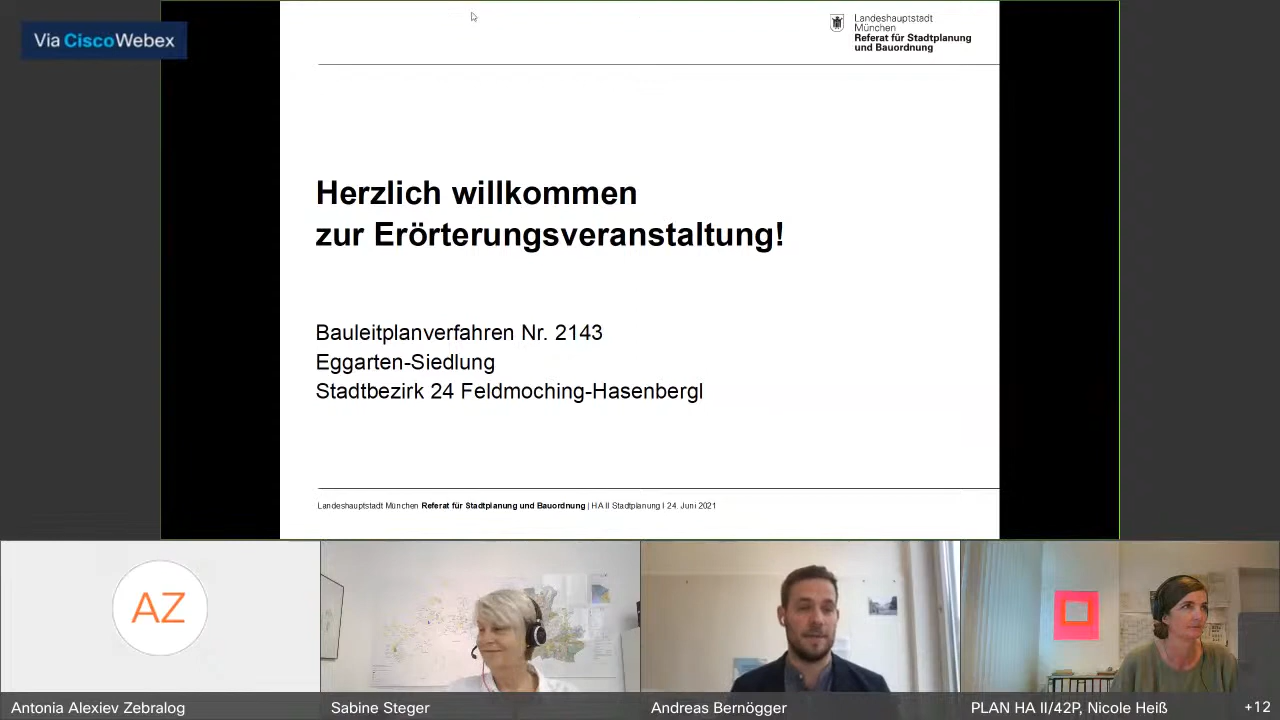 Via CiscoWebex
Landeshauptstadt
München
Referat für Stadtplanung
und Bauordnung
Herzlich willkommen
zur Erörterungsveranstaltung!
Bauleitplanverfahren Nr. 2143
Eggarten-Siedlung
Stadtbezirk 24 Feldmoching-Hasenbergl
Landeshauptstadt München Referat für Stadtplanung und Bauordnung | HA II Stadtplanung I 24. Juni 2021
AZ
Antonia Alexiev Zebralog
Sabine Steger
Andreas Bernögger
PLAN HA II/42P, Nicole Heiß
+12